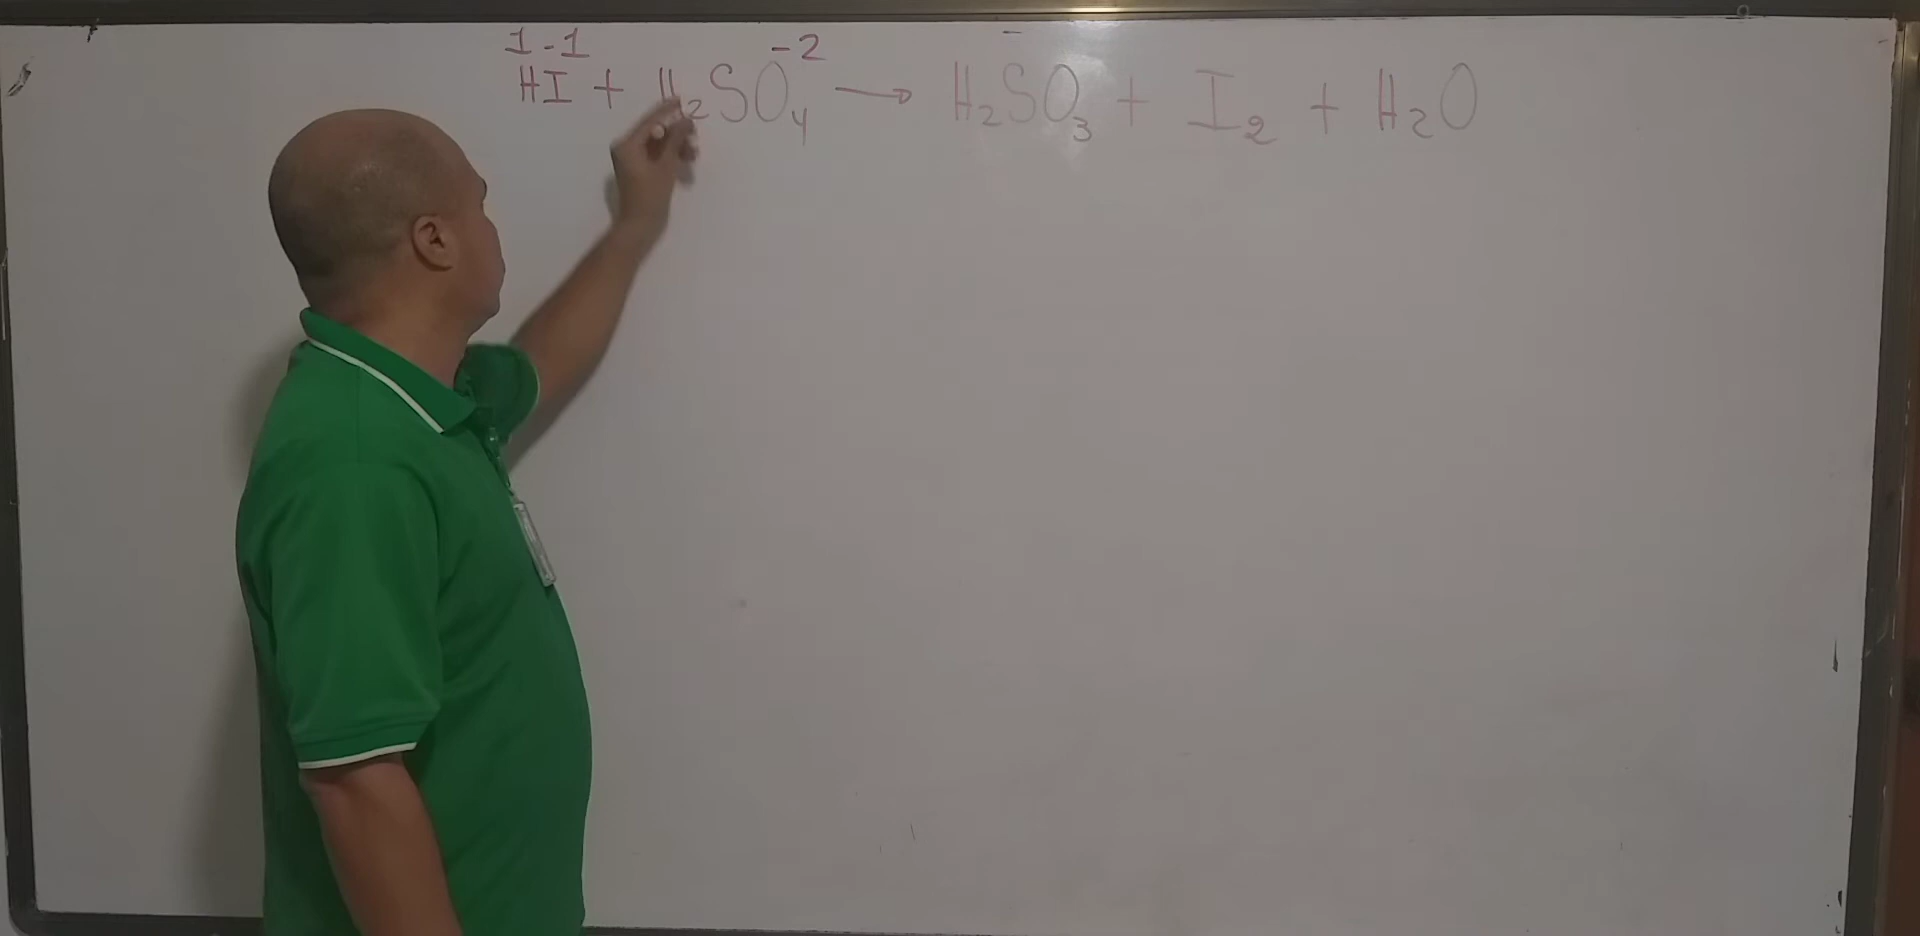 1 -1 -2 -
HI + H₂SO₄ → H₂SO₃ + I₂ + H₂O